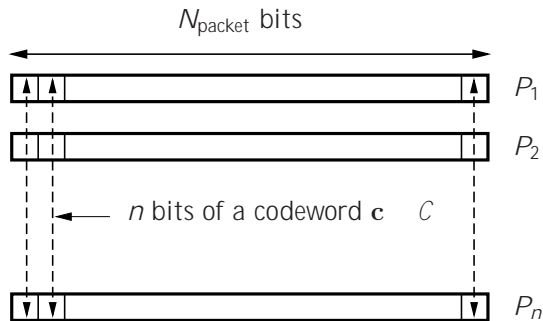 N_packet bits
P_1
P_2
n bits of a codeword c C
P_n